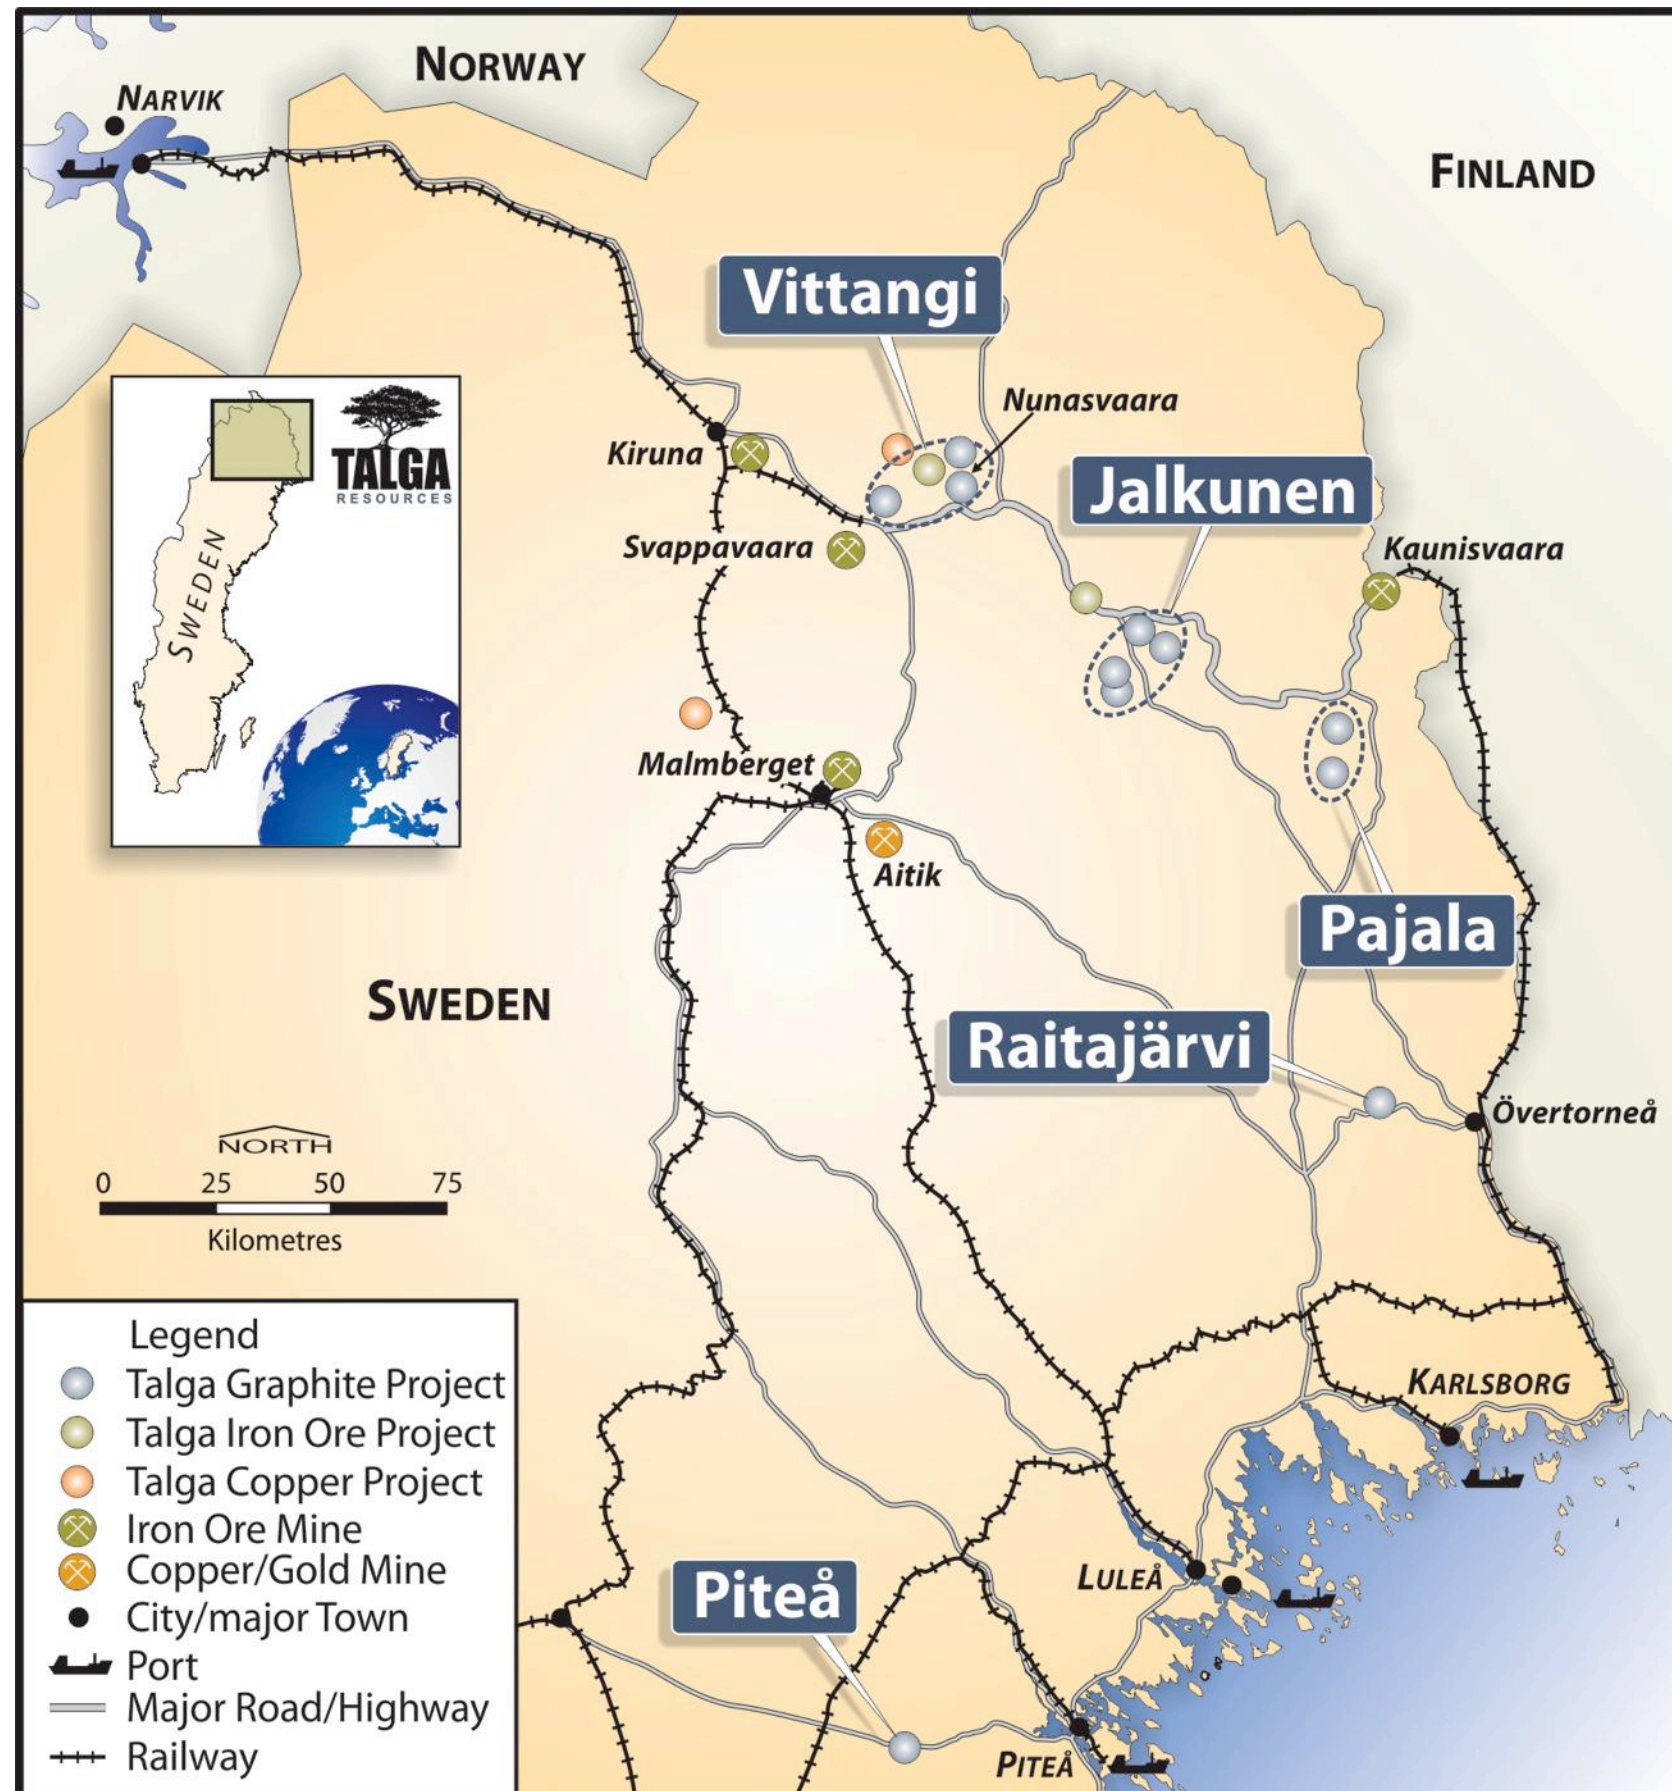 NORWAY
NARVIK
FINLAND
Vittangi
Nunasvaara
Kiruna
Jalkunen
TALGA
RESOURCES
Svappavaara
Kaunisvaara
SWEDEN
Malmberget
Aitik
Pajala
SWEDEN
Raitajärvi
Övertorneå
NORTH
0 25 50 75
Kilometres
Legend
Talga Graphite Project
Talga Iron Ore Project
Talga Copper Project
Iron Ore Mine
Copper/Gold Mine
City/major Town
Port
Major Road/Highway
Railway
KARLSBORG
LULEÅ
Piteå
PITEÅ